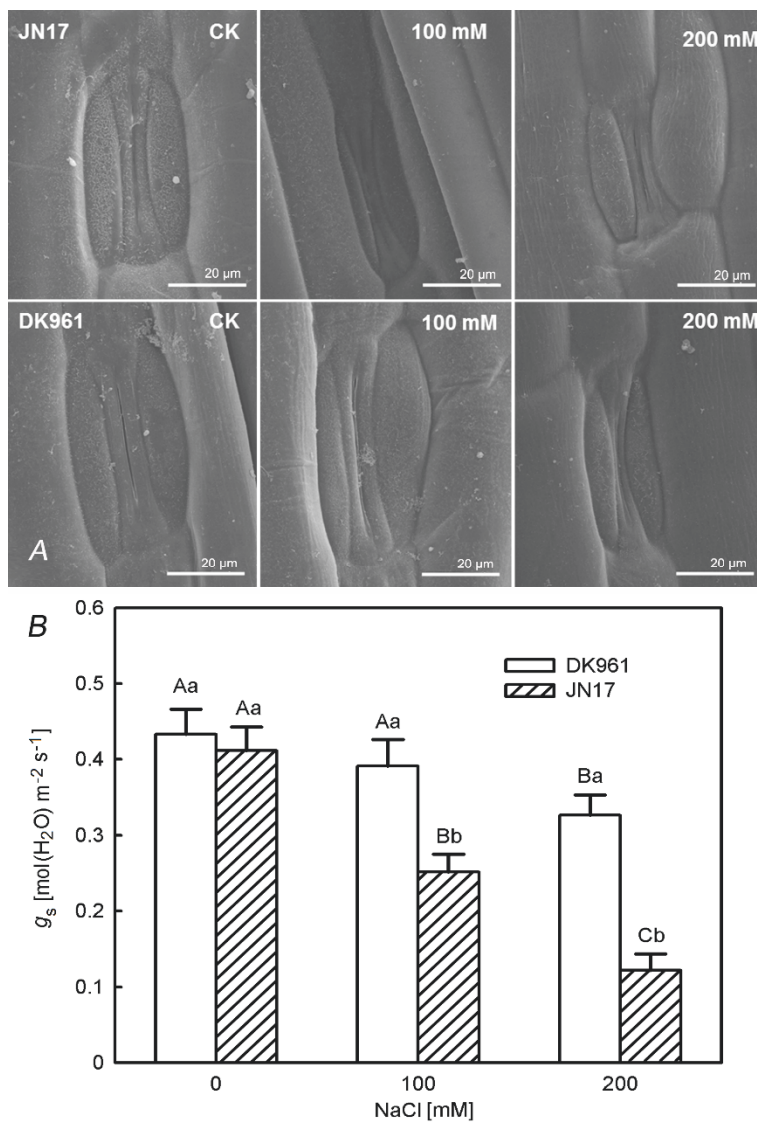 JN17 CK
100 mM
200 mM
20 µm
20 µm
20 µm
DK961 CK
100 mM
200 mM
A
20 µm
20 µm
20 µm
B
0.6
0.5
0.4
0.3
0.2
0.1
0
gs [mol(H2O) m–2 s-1]
DK961
JN17
Aa
Aa
Aa
Bb
Ba
Cb
0
100
200
NaCl [mM]